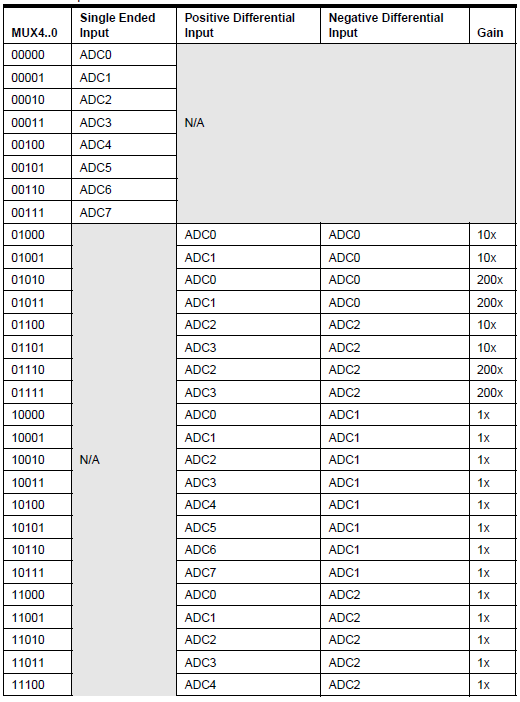 MUX4..0 Single Ended Input Positive Differential Input Negative Differential Input Gain
00000 ADC0
00001 ADC1
00010 ADC2
00011 ADC3 N/A
00100 ADC4
00101 ADC5
00110 ADC6
00111 ADC7
01000 ADC0 ADC0 10x
01001 ADC1 ADC0 10x
01010 ADC0 ADC0 200x
01011 ADC1 ADC0 200x
01100 ADC2 ADC2 10x
01101 ADC3 ADC2 10x
01110 ADC2 ADC2 200x
01111 ADC3 ADC2 200x
10000 ADC0 ADC1 1x
10001 ADC1 ADC1 1x
10010 N/A ADC2 ADC1 1x
10011 ADC3 ADC1 1x
10100 ADC4 ADC1 1x
10101 ADC5 ADC1 1x
10110 ADC6 ADC1 1x
10111 ADC7 ADC1 1x
11000 ADC0 ADC2 1x
11001 ADC1 ADC2 1x
11010 ADC2 ADC2 1x
11011 ADC3 ADC2 1x
11100 ADC4 ADC2 1x